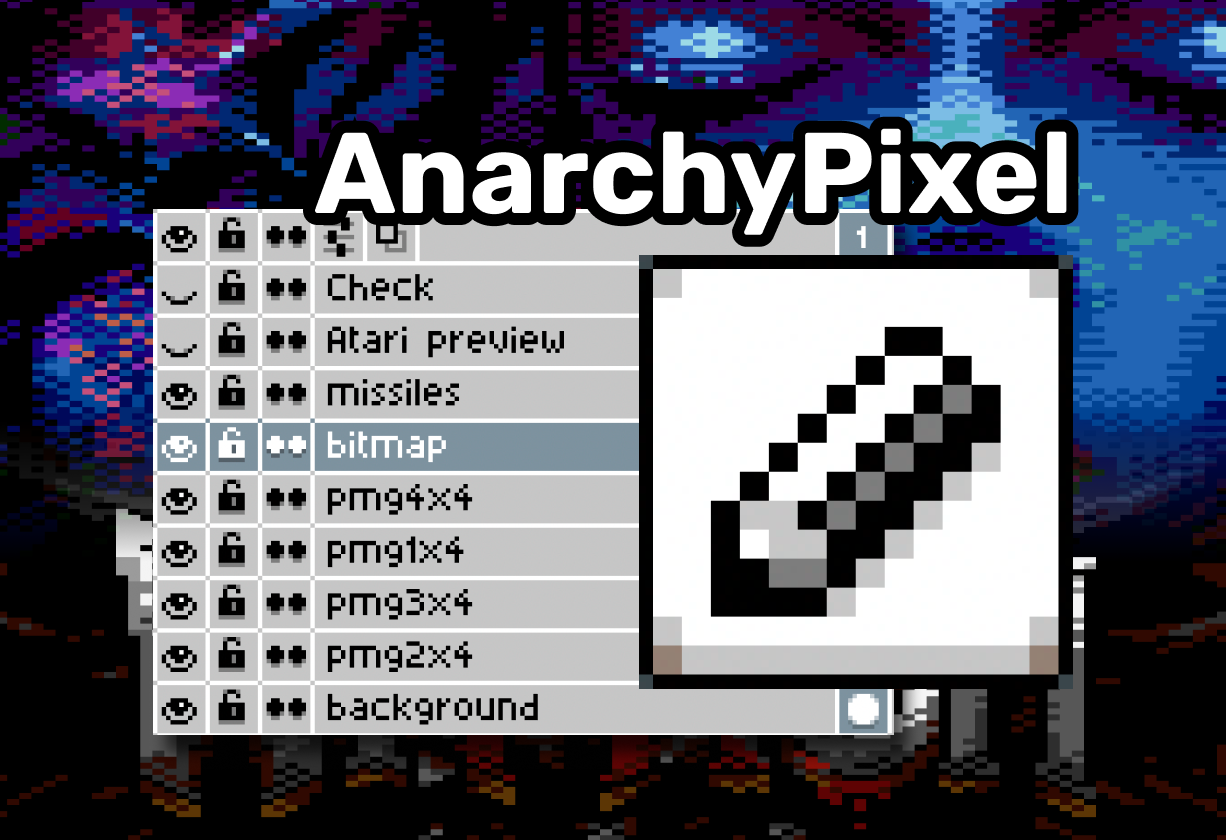 AnarchyPixel
1
Check
Atari preview
missiles
bitmap
pmg4x4
pmg1x4
pmg3x4
pmg2x4
background